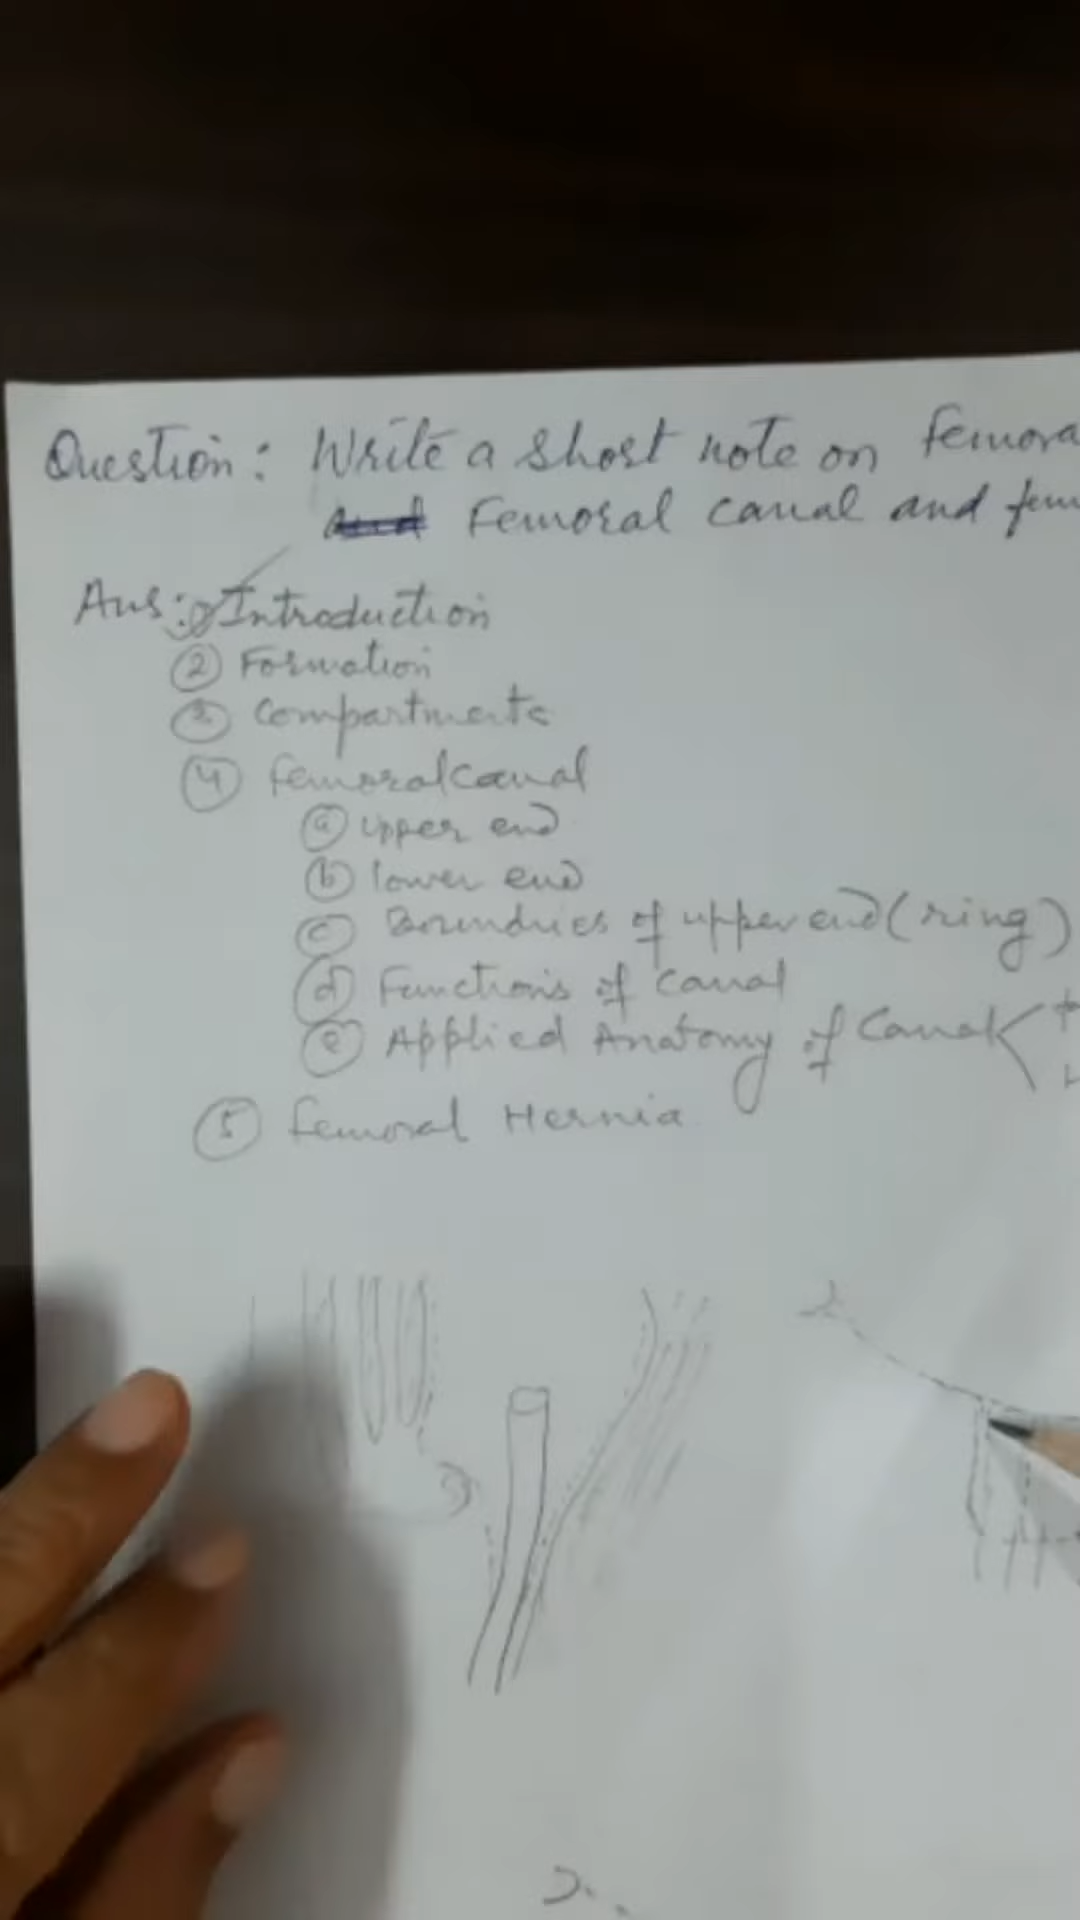 Question: Write a short note on femora
Femoral canal and fem
Ans: Introduction
② Formation
③ Compartments
④ femoral canal
ⓐ upper end
ⓑ lower end
ⓒ Boundries of upper end (ring)
ⓓ Functions of canal
ⓔ Applied Anatomy of Canal
⑤ femoral Hernia